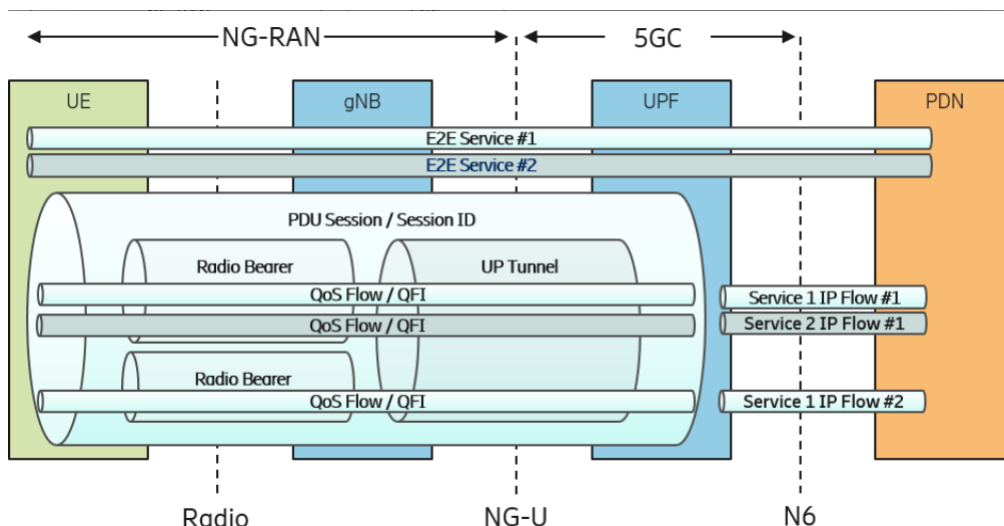 NG-RAN
5GC
UE
gNB
UPF
PDN
E2E Service #1
E2E Service #2
PDU Session / Session ID
Radio Bearer
UP Tunnel
QoS Flow / QFI
Service 1 IP Flow #1
QoS Flow / QFI
Service 2 IP Flow #1
Radio Bearer
QoS Flow / QFI
Service 1 IP Flow #2
Radio
NG-U
N6